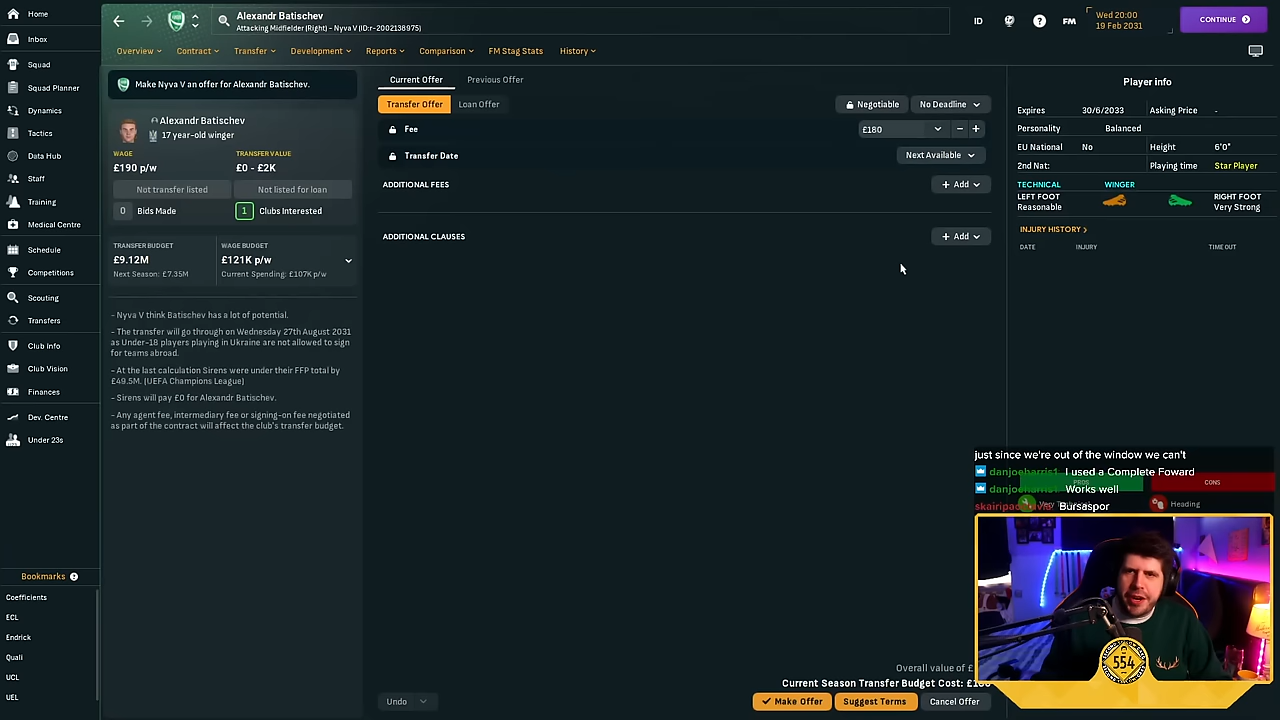 Home
Inbox
Squad
Squad Planner
Dynamics
Tactics
Data Hub
Staff
Training
Medical Centre
Schedule
Competitions
Scouting
Transfers
Club Info
Club Vision
Finances
Dev. Centre
Under 23s
Bookmarks
Coefficients
ECL
Endrick
Quali
UCL
UEL
Alexandr Batischev
Attacking Midfielder (Right) - Nyva V (ID:r-2002138975)
ID
FM
Wed 20:00
19 Feb 2031
CONTINUE
Overview
Contract
Transfer
Development
Reports
Comparison
FM Stag Stats
History
Make Nyva V an offer for Alexandr Batischev.
Alexandr Batischev
17 year-old winger
WAGE
TRANSFER VALUE
£190 p/w
£0 - £2K
Not transfer listed
Not listed for loan
0 Bids Made
1 Clubs Interested
TRANSFER BUDGET
WAGE BUDGET
£9.12M
£121K p/w
Next Season: £7.35M
Current Spending: £107K p/w
- Nyva V think Batischev has a lot of potential.
- The transfer will go through on Wednesday 27th August 2031
as Under-18 players playing in Ukraine are not allowed to sign
for teams abroad.
- At the last calculation Sirens were under their FFP total by
£49.5M. (UEFA Champions League)
- Sirens will pay £0 for Alexandr Batischev.
- Any agent fee, intermediary fee or signing-on fee negotiated
as part of the contract will affect the club's transfer budget.
Current Offer
Previous Offer
Transfer Offer
Loan Offer
Negotiable
No Deadline
Fee
£180
Transfer Date
Next Available
ADDITIONAL FEES
Add
ADDITIONAL CLAUSES
Add
Overall value of £
Current Season Transfer Budget Cost:
Undo
Make Offer
Suggest Terms
Cancel Offer
Player info
Expires 30/6/2033
Asking Price -
Personality Balanced
EU National No
Height 6'0"
2nd Nat:
Playing time Star Player
TECHNICAL
WINGER
LEFT FOOT
Reasonable
RIGHT FOOT
Very Strong
INJURY HISTORY
DATE
INJURY
TIME OUT
just since we're out of the window we can't
danjoeharris1 I used a Complete Foward
PROS
CONS
Works well
Bursaspor
Heading
554